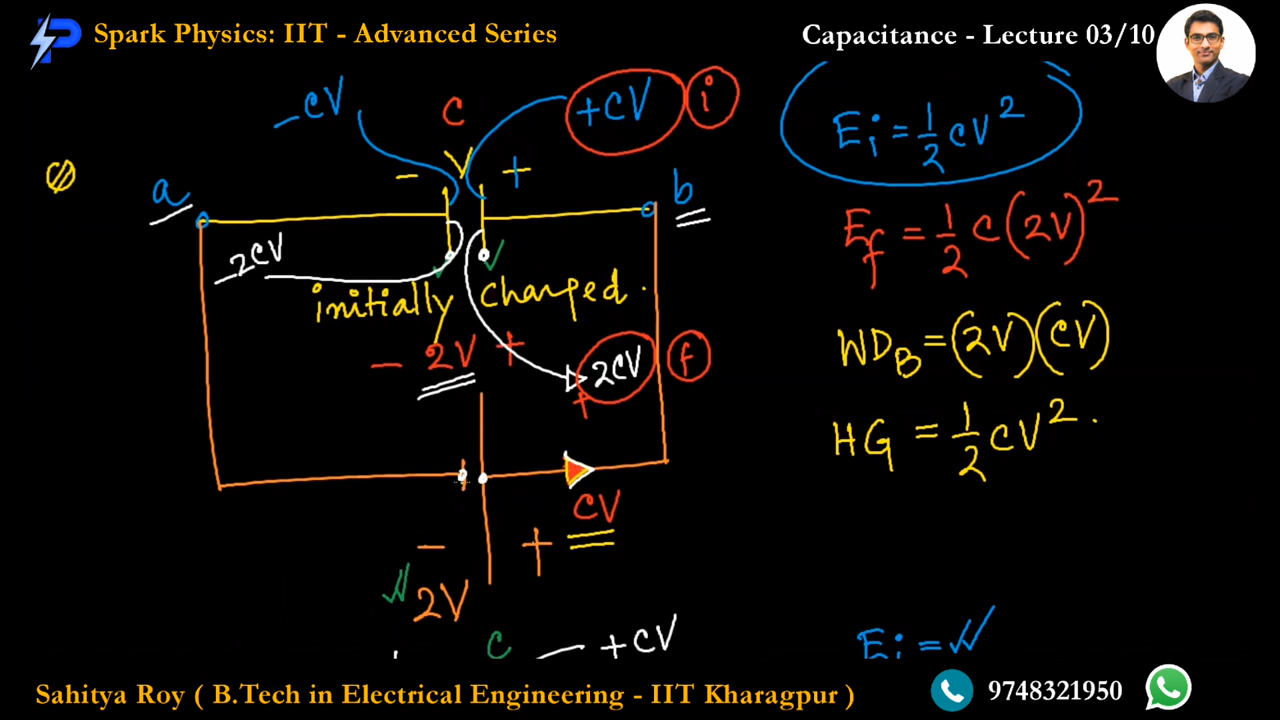 Spark Physics: IIT - Advanced Series
Capacitance - Lecture 03/10
-CV
C
+CV
i
Ei = 1/2 CV²
- V +
a
b
Ef = 1/2 C(2V)²
-2CV
initially charged.
WD_B = (2V)(CV)
- 2V +
+2CV
f
HG = 1/2 CV².
CV
- +
2V
C
+CV
Ei =
Sahitya Roy ( B.Tech in Electrical Engineering - IIT Kharagpur )
9748321950